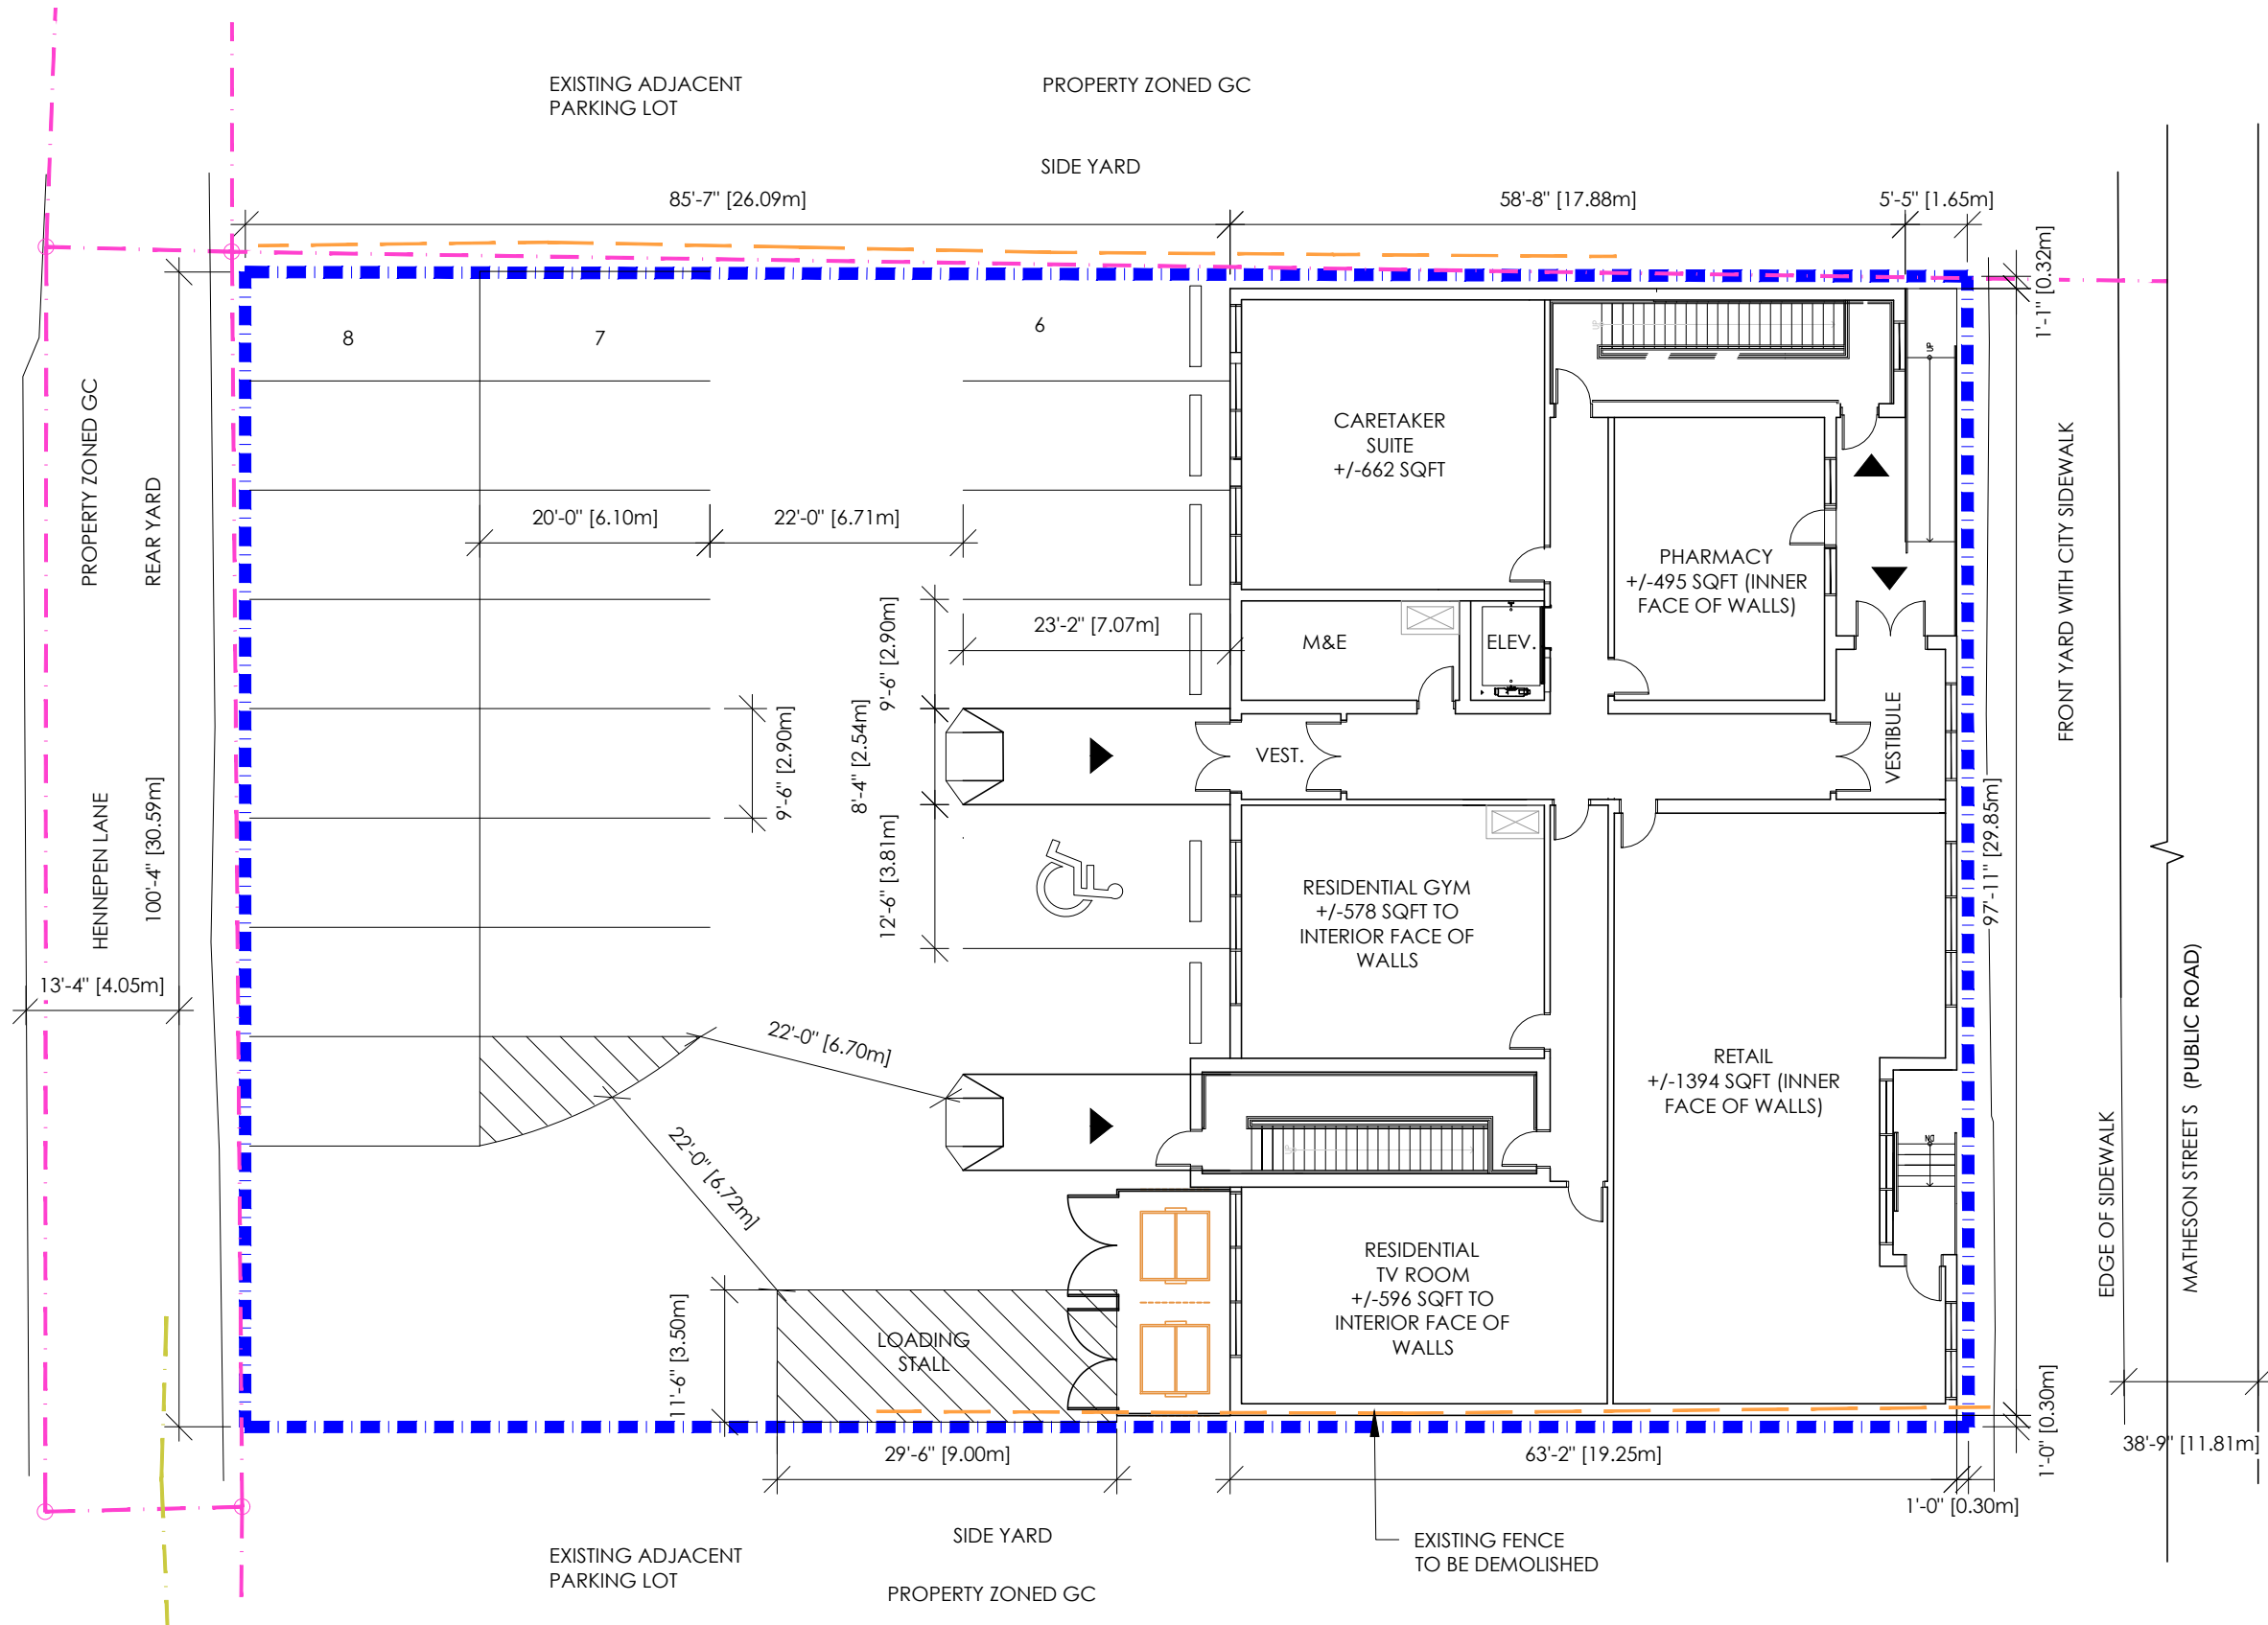 EXISTING ADJACENT
PARKING LOT
PROPERTY ZONED GC
SIDE YARD
85'-7" [26.09m]
58'-8" [17.88m]
5'-5" [1.65m]
1'-1" [0.32m]
8
7
6
PROPERTY ZONED GC
REAR YARD
HENNEPEN LANE
100'-4" [30.59m]
13'-4" [4.05m]
20'-0" [6.10m]
22'-0" [6.71m]
23'-2" [7.07m]
9'-6" [2.90m]
9'-6" [2.90m]
8'-4" [2.54m]
12'-6" [3.81m]
22'-0" [6.70m]
22'-0" [6.72m]
CARETAKER
SUITE
+/-662 SQFT
UP
PHARMACY
+/-495 SQFT (INNER
FACE OF WALLS)
M&E
ELEV.
VEST.
VESTIBULE
RESIDENTIAL GYM
+/-578 SQFT TO
INTERIOR FACE OF
WALLS
RETAIL
+/-1394 SQFT (INNER
FACE OF WALLS)
RESIDENTIAL
TV ROOM
+/-596 SQFT TO
INTERIOR FACE OF
WALLS
FRONT YARD WITH CITY SIDEWALK
97'-11" [29.85m]
EDGE OF SIDEWALK
MATHESON STREET S (PUBLIC ROAD)
38'-9" [11.81m]
11'-6" [3.50m]
LOADING
STALL
29'-6" [9.00m]
63'-2" [19.25m]
1'-0" [0.30m]
1'-0" [0.30m]
SIDE YARD
EXISTING ADJACENT
PARKING LOT
PROPERTY ZONED GC
EXISTING FENCE
TO BE DEMOLISHED